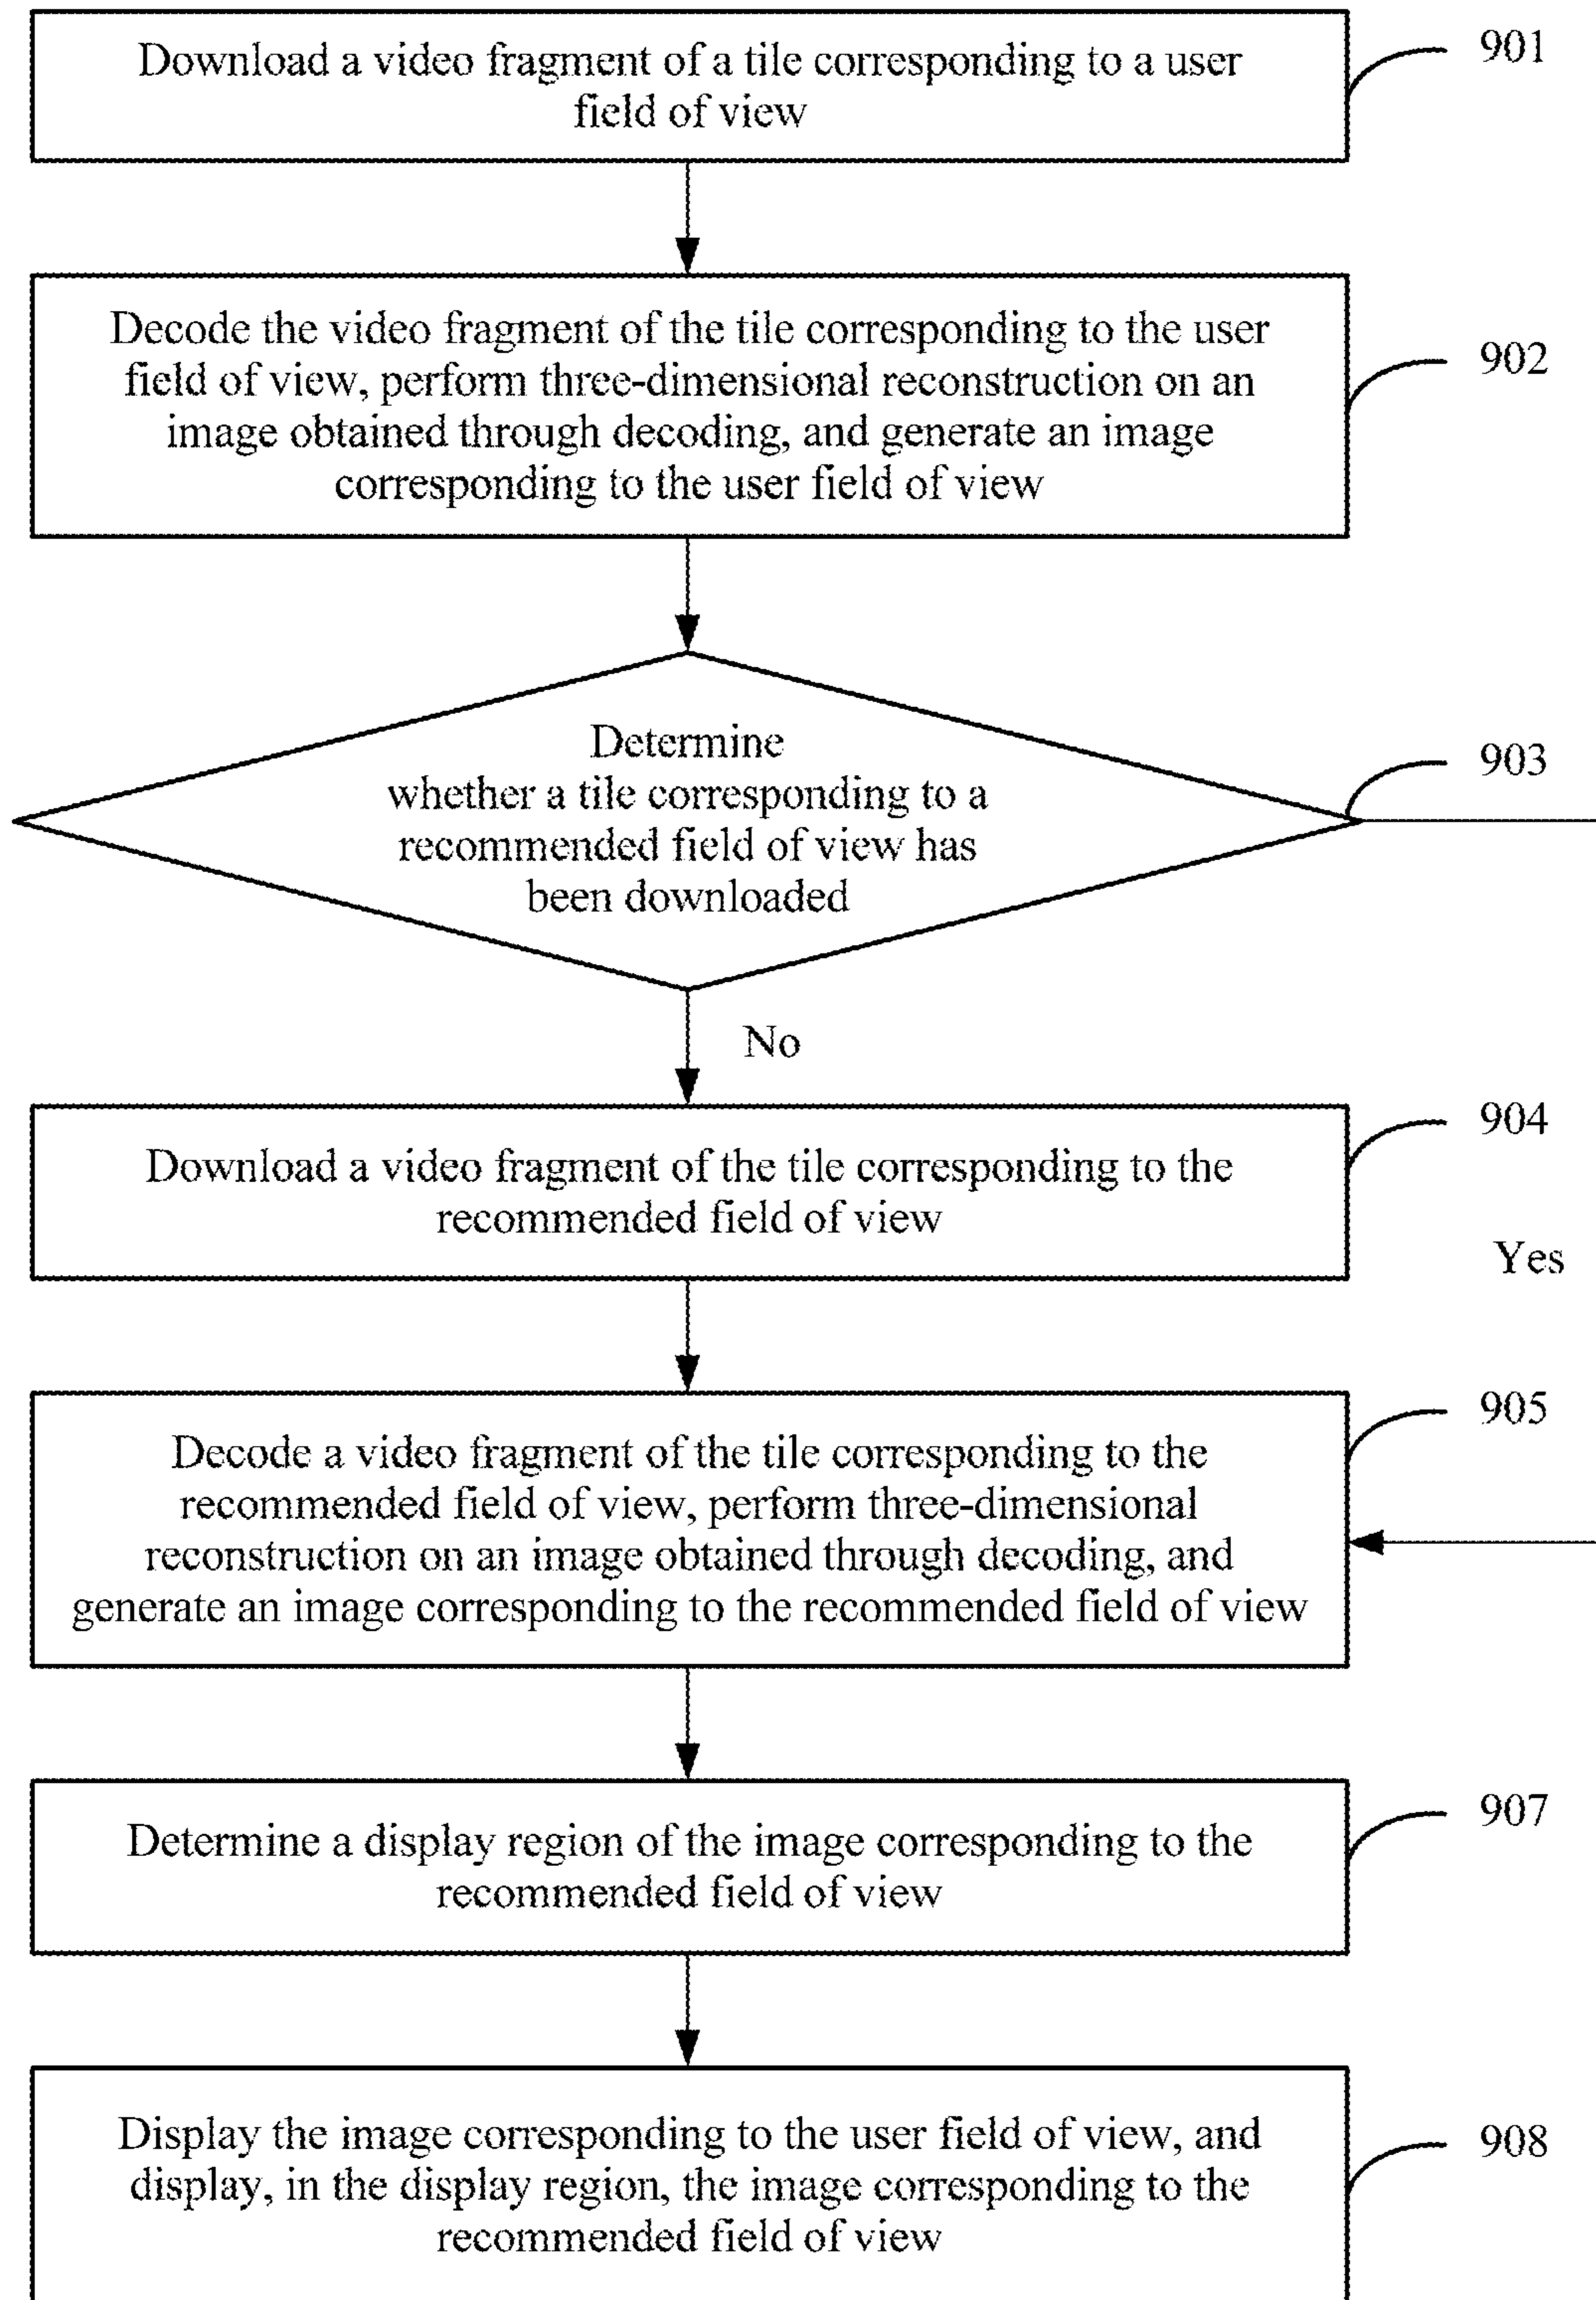 Download a video fragment of a tile corresponding to a user
field of view
901
Decode the video fragment of the tile corresponding to the user
field of view, perform three-dimensional reconstruction on an
image obtained through decoding, and generate an image
corresponding to the user field of view
902
Determine
whether a tile corresponding to a
recommended field of view has
been downloaded
903
No
Download a video fragment of the tile corresponding to the
recommended field of view
904
Yes
Decode a video fragment of the tile corresponding to the
recommended field of view, perform three-dimensional
reconstruction on an image obtained through decoding, and
generate an image corresponding to the recommended field of view
905
Determine a display region of the image corresponding to the
recommended field of view
907
Display the image corresponding to the user field of view, and
display, in the display region, the image corresponding to the
recommended field of view
908